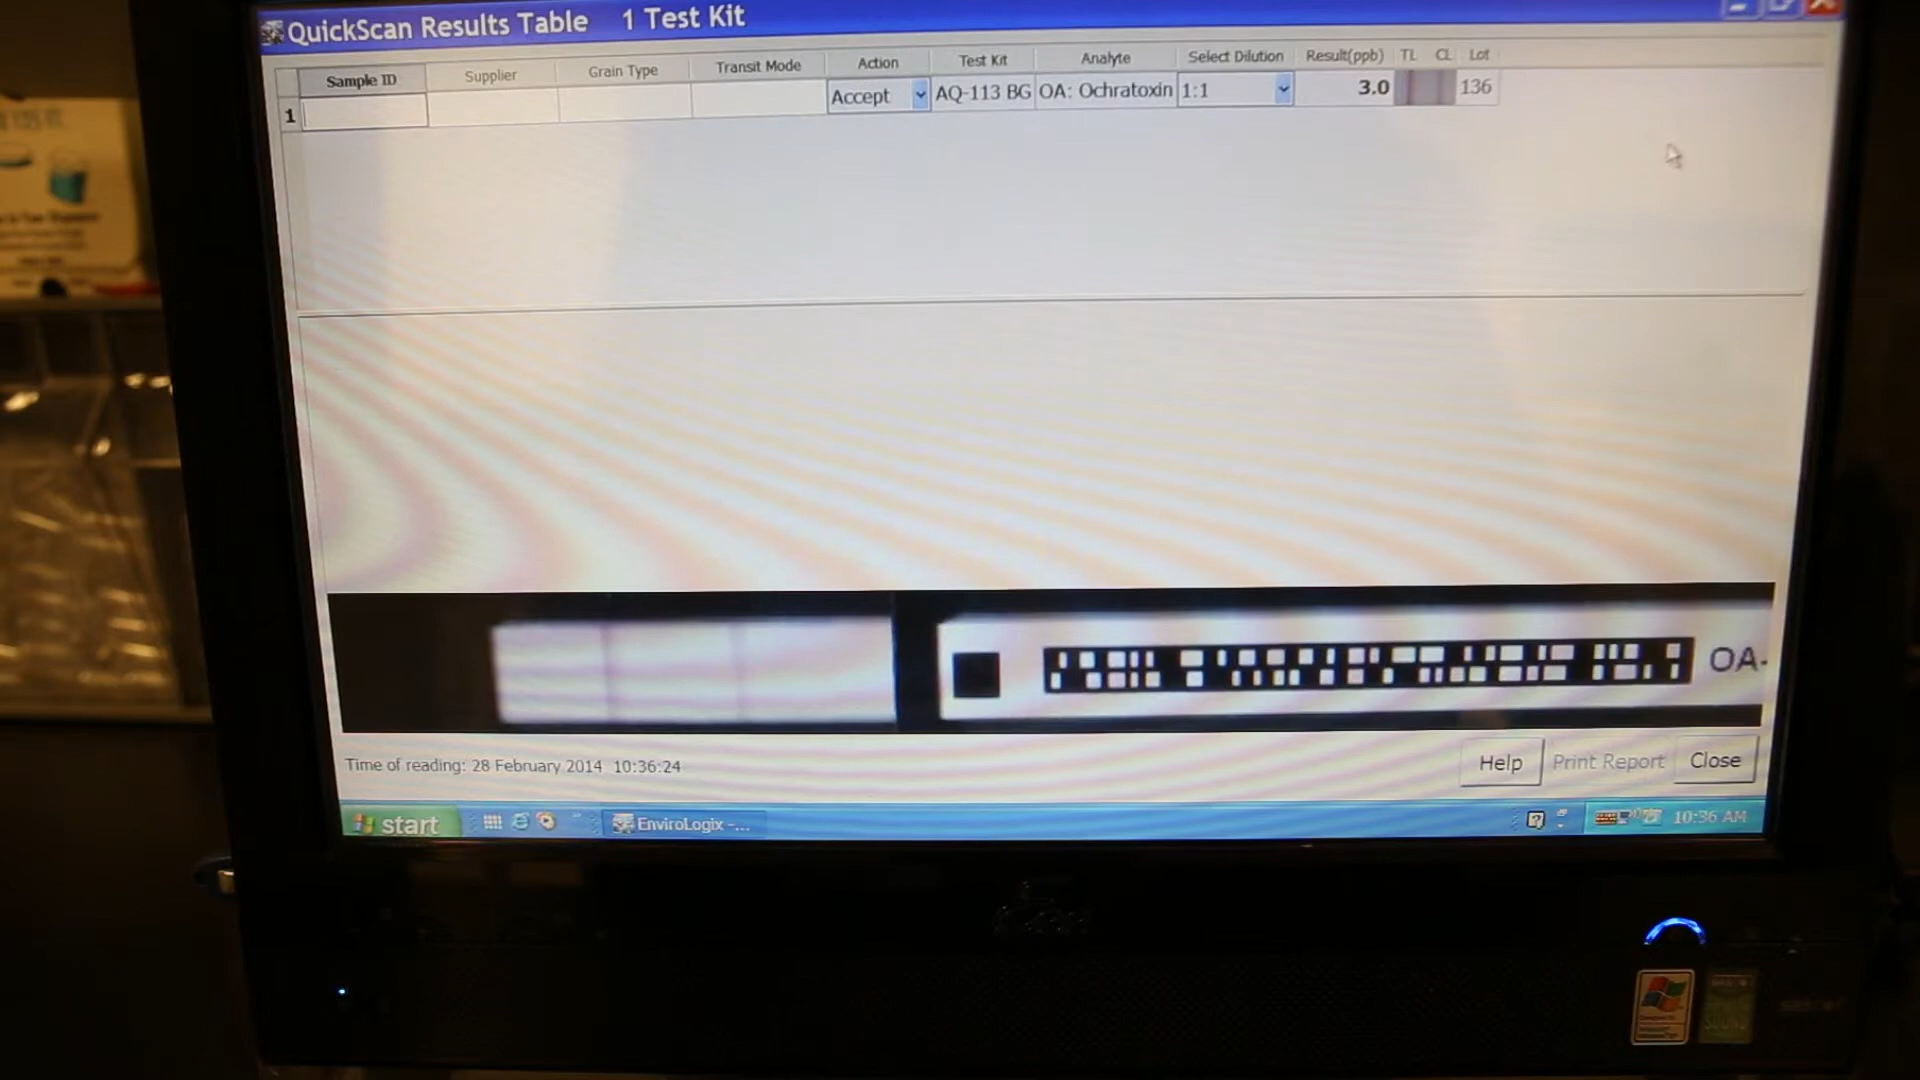 QuickScan Results Table 1 Test Kit
Sample ID Supplier Grain Type Transit Mode Action Test Kit Analyte Select Dilution Result(ppb) TL CL Lot
1 Accept AQ-113 BG OA: Ochratoxin 1:1 3.0 136
OA-
Time of reading: 28 February 2014 10:36:24
Help Print Report Close
start EnviroLogix -... 10:36 AM